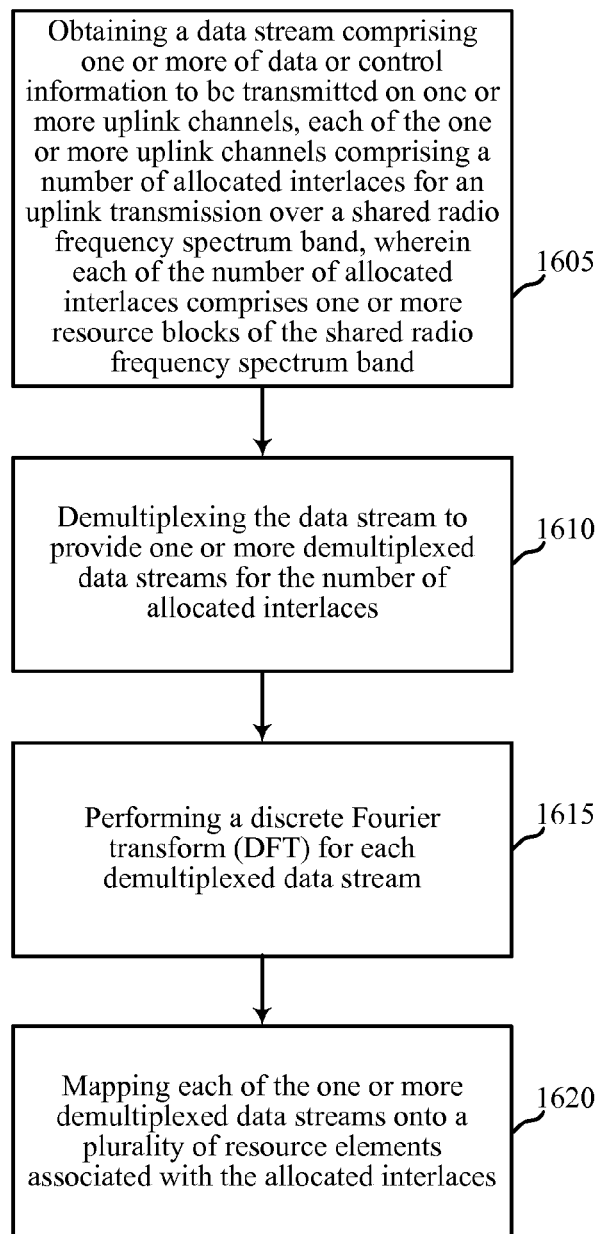 Obtaining a data stream comprising
one or more of data or control
information to be transmitted on one or
more uplink channels, each of the one
or more uplink channels comprising a
number of allocated interlaces for an
uplink transmission over a shared radio
frequency spectrum band, wherein
each of the number of allocated
interlaces comprises one or more
resource blocks of the shared radio
frequency spectrum band
1605
Demultiplexing the data stream to
provide one or more demultiplexed
data streams for the number of
allocated interlaces
1610
Performing a discrete Fourier
transform (DFT) for each
demultiplexed data stream
1615
Mapping each of the one or more
demultiplexed data streams onto a
plurality of resource elements
associated with the allocated interlaces
1620